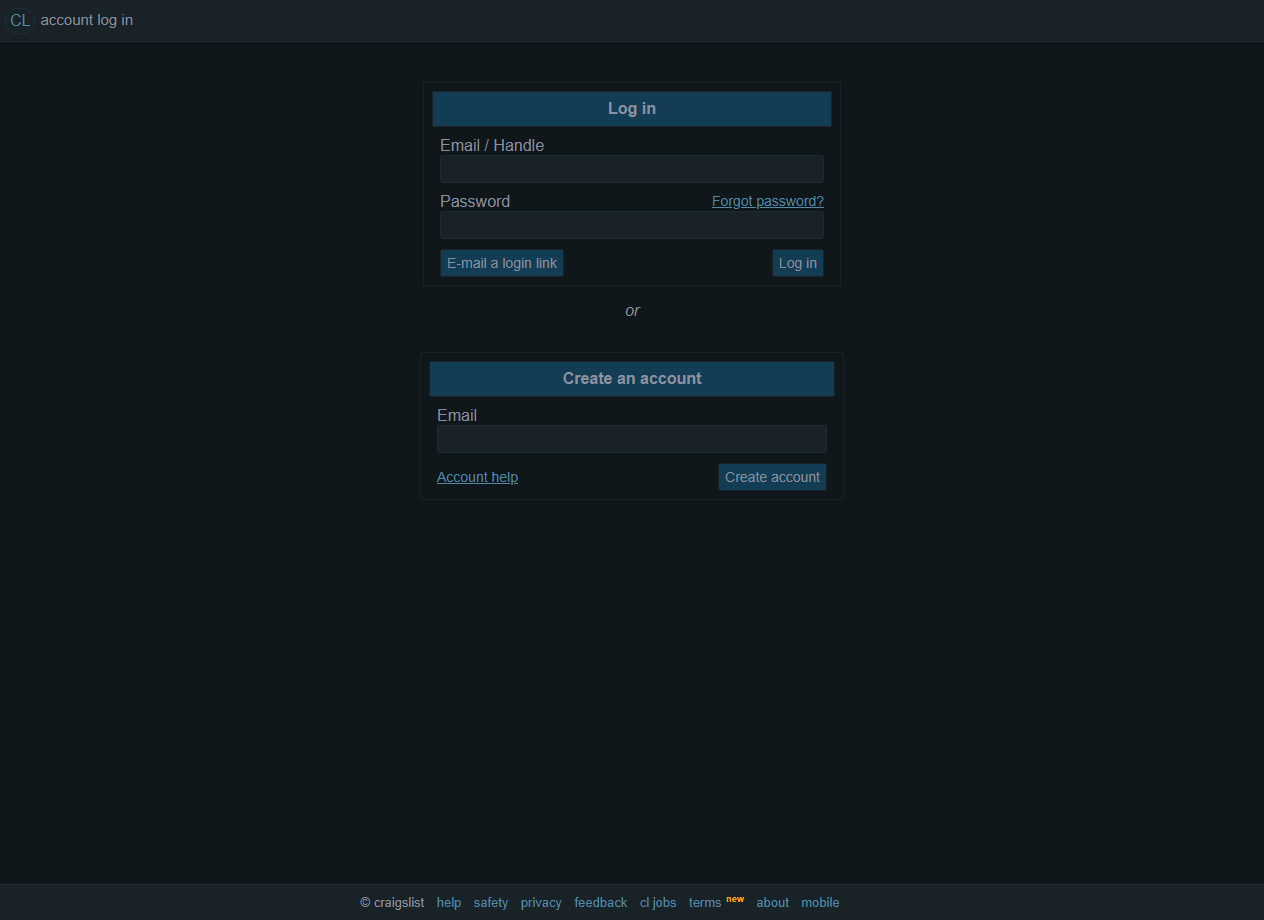 CL account log in
Log in
Email / Handle
Password Forgot password?
E-mail a login link Log in
or
Create an account
Email
Account help Create account
© craigslist help safety privacy feedback cl jobs terms new about mobile